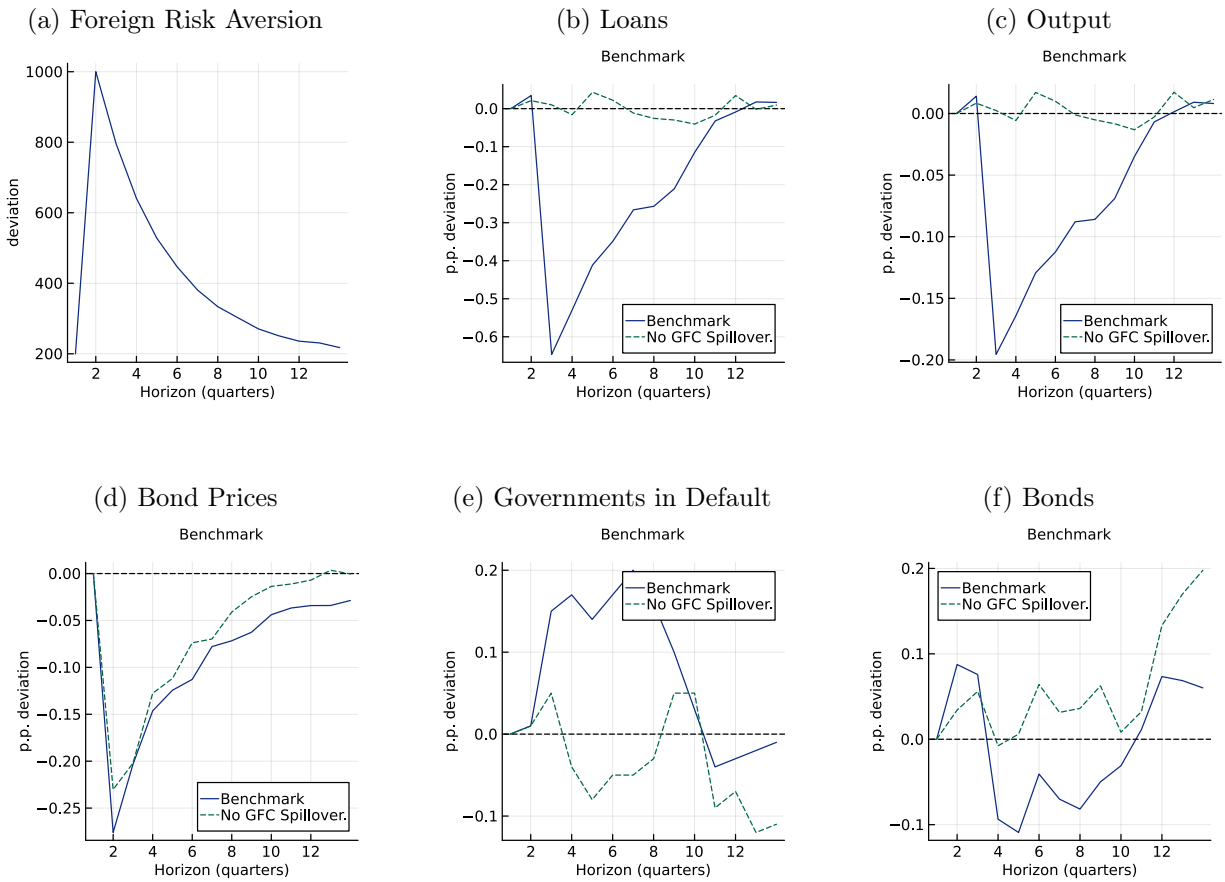 (a) Foreign Risk Aversion
deviation
1000
800
600
400
200
2 4 6 8 10 12
Horizon (quarters)
(b) Loans
Benchmark
p.p. deviation
0.0
−0.1
−0.2
−0.3
−0.4
−0.5
−0.6
Benchmark
No GFC Spillover.
2 4 6 8 10 12
Horizon (quarters)
(c) Output
Benchmark
p.p. deviation
0.00
−0.05
−0.10
−0.15
−0.20
Benchmark
No GFC Spillover.
2 4 6 8 10 12
Horizon (quarters)
(d) Bond Prices
Benchmark
p.p. deviation
0.00
−0.05
−0.10
−0.15
−0.20
−0.25
Benchmark
No GFC Spillover.
2 4 6 8 10 12
Horizon (quarters)
(e) Governments in Default
Benchmark
p.p. deviation
0.2
0.1
0.0
−0.1
Benchmark
No GFC Spillover.
2 4 6 8 10 12
Horizon (quarters)
(f) Bonds
Benchmark
p.p. deviation
0.2
0.1
0.0
−0.1
Benchmark
No GFC Spillover.
2 4 6 8 10 12
Horizon (quarters)